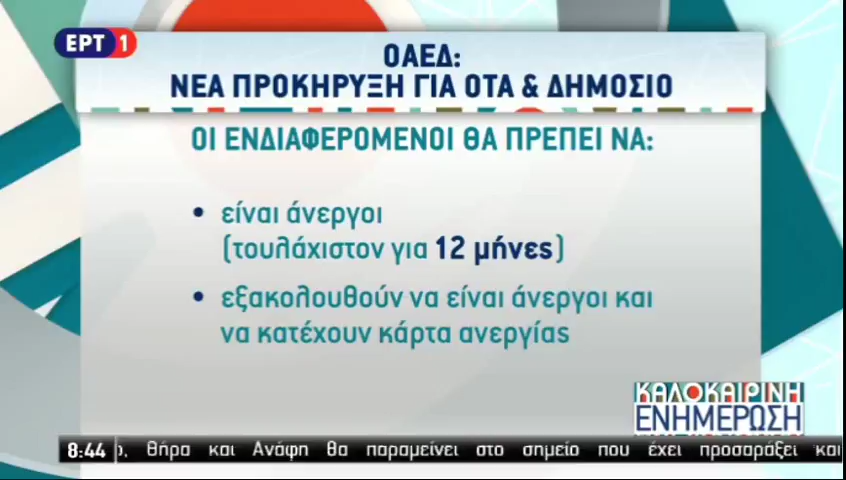 ΕΡΤ1
ΟΑΕΔ:
ΝΕΑ ΠΡΟΚΗΡΥΞΗ ΓΙΑ ΟΤΑ & ΔΗΜΟΣΙΟ
ΟΙ ΕΝΔΙΑΦΕΡΟΜΕΝΟΙ ΘΑ ΠΡΕΠΕΙ ΝΑ:
• είναι άνεργοι
(τουλάχιστον για 12 μήνες)
• εξακολουθούν να είναι άνεργοι και
να κατέχουν κάρτα ανεργίας
ΚΑΛΟΚΑΙΡΙΝΗ
ΕΝΗΜΕΡΩΣΗ
8:44 Θήρα και Ανάφη θα παραμείνει στο σημείο που έχει προσαράξει και